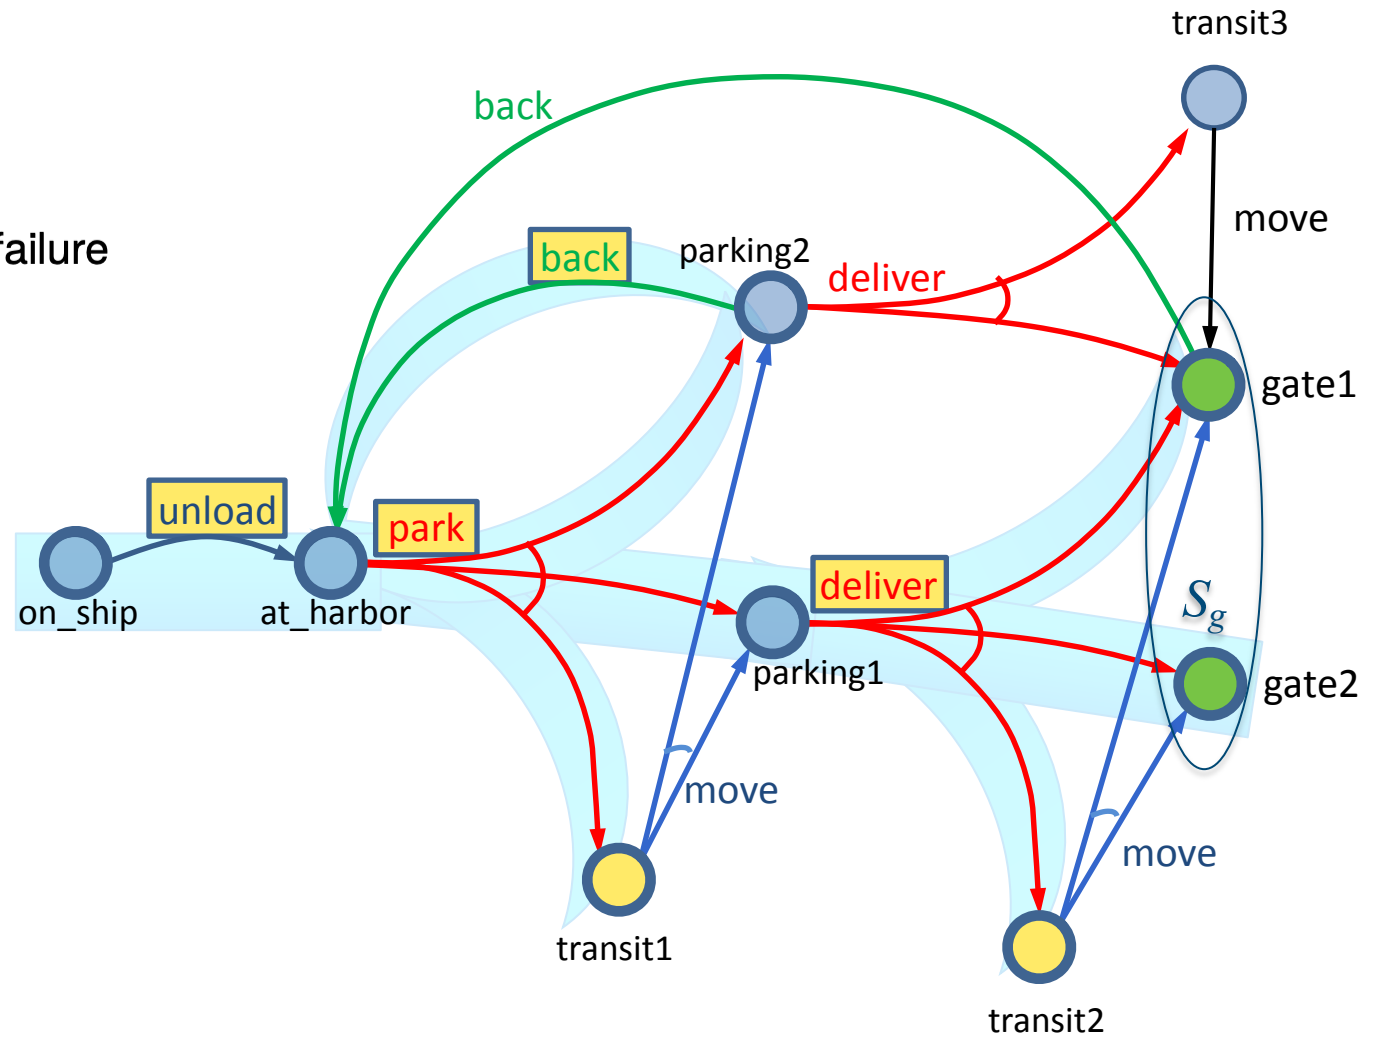 transit3
back
move
failure
parking2
back
deliver
gate1
unload
park
deliver
on_ship
at_harbor
Sg
parking1
gate2
move
move
transit1
transit2